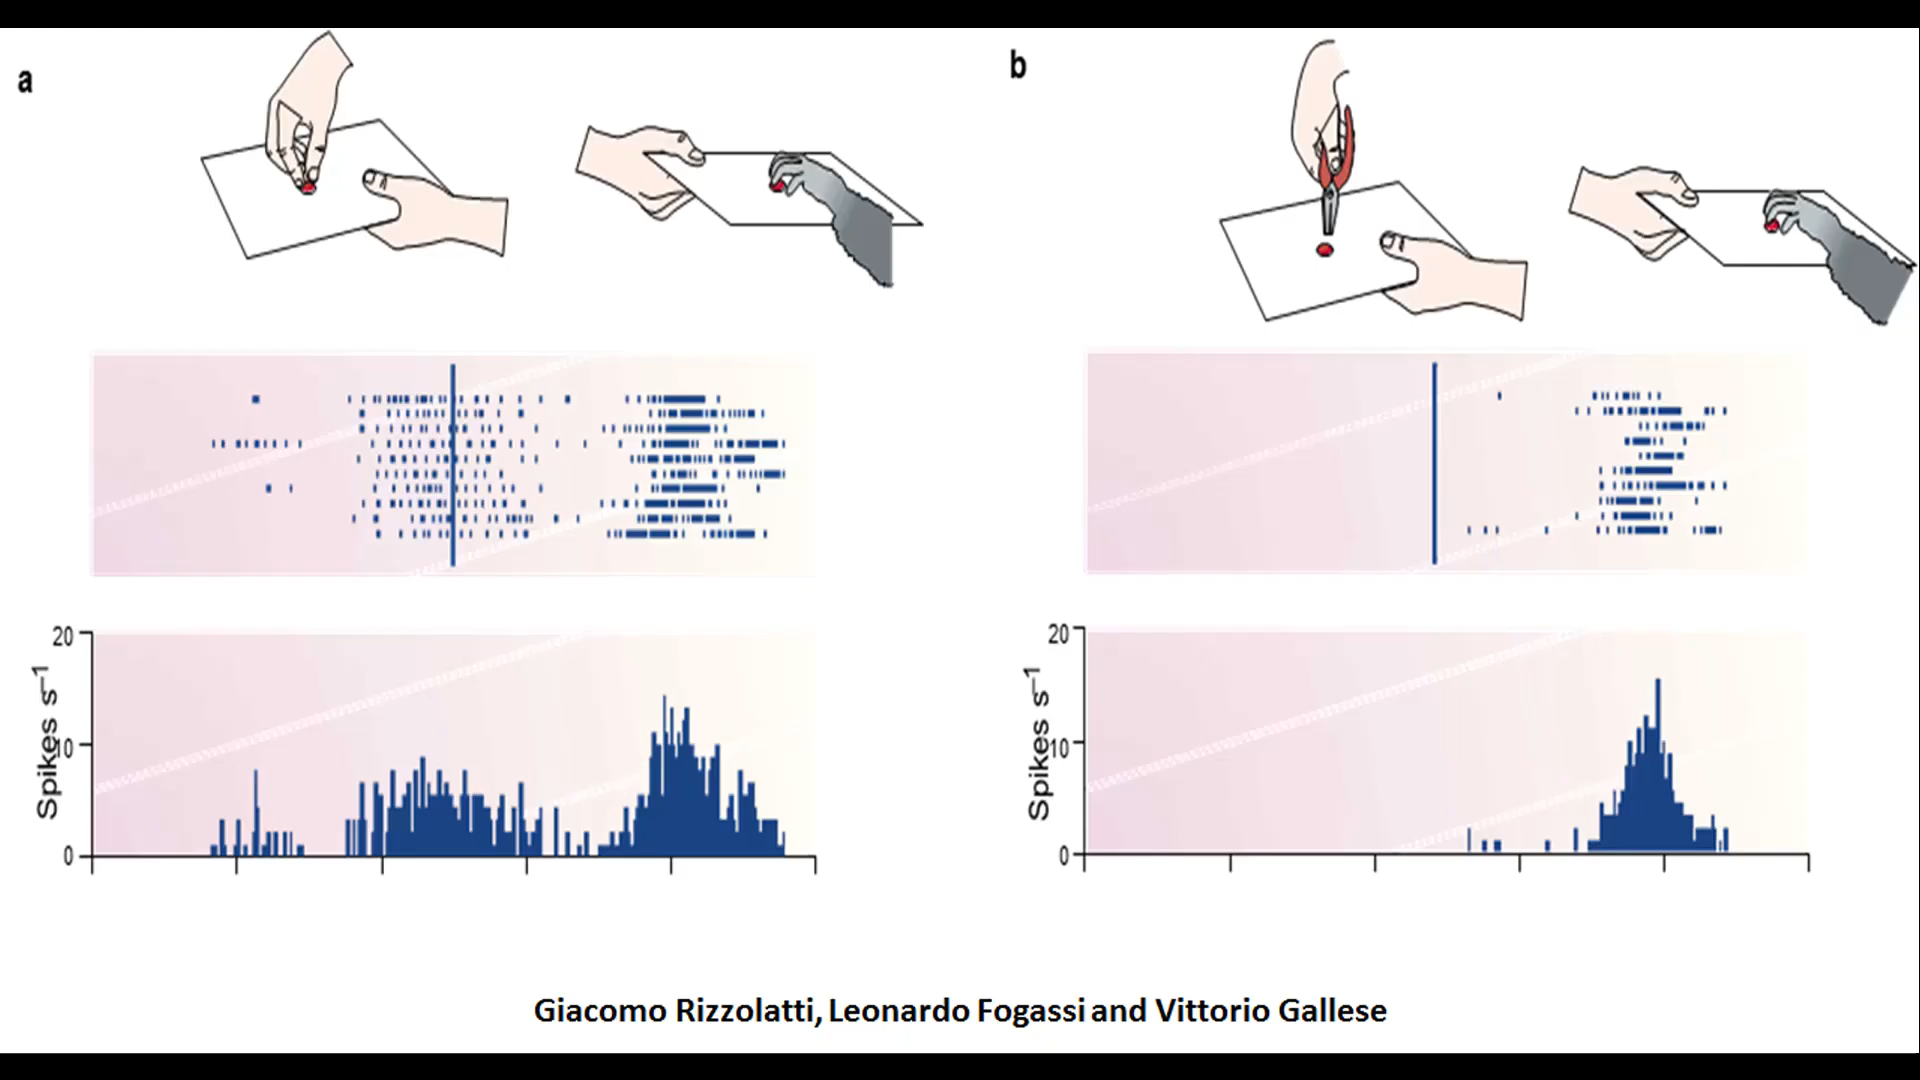 a
b
20
Spikes s⁻¹
10
0
20
Spikes s⁻¹
10
0
Giacomo Rizzolatti, Leonardo Fogassi and Vittorio Gallese